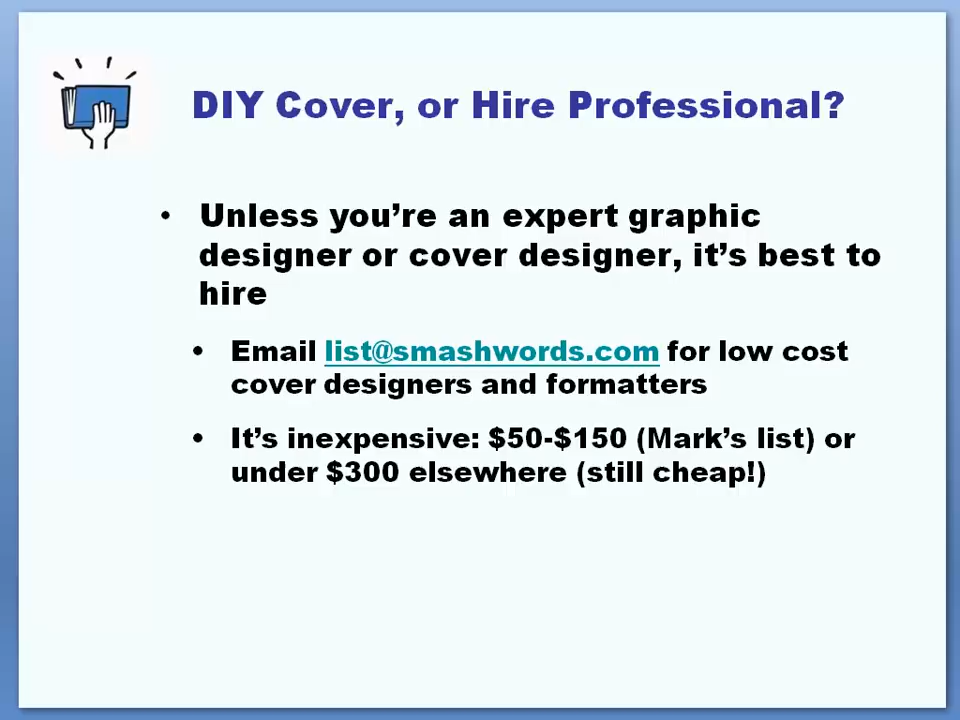 DIY Cover, or Hire Professional?
• Unless you’re an expert graphic
designer or cover designer, it’s best to
hire
• Email list@smashwords.com for low cost
cover designers and formatters
• It’s inexpensive: $50-$150 (Mark’s list) or
under $300 elsewhere (still cheap!)